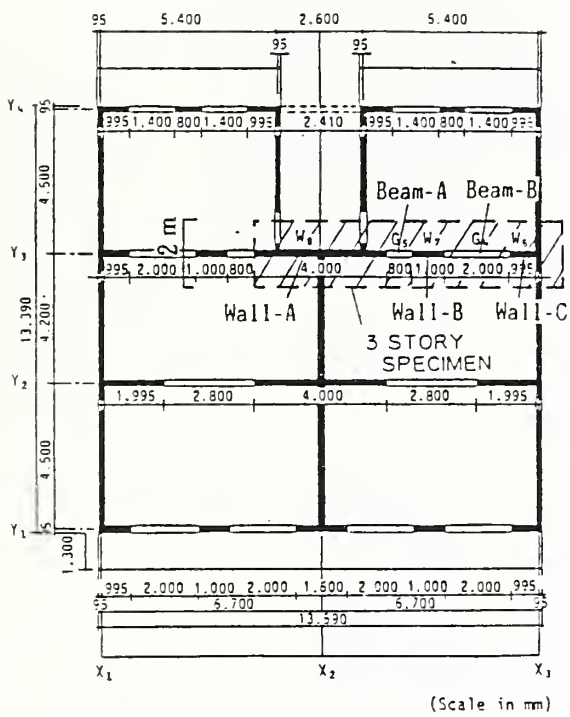 95 5.400 2.600 5.400 95
95 95
Y₄
95
995 1.400 800 1.400 995 2.410 995 1.400 800 1.400 995
4.500
2 m
Beam-A Beam-B
W₈ G₅ W₇ G₄ W₆
Y₃
995 2.000 1.000 800 4.000 800 1.000 2.000 995
Wall-A Wall-B Wall-C
3 STORY
SPECIMEN
13.390
4.200
Y₂
1.995 2.800 4.000 2.800 1.995
4.500
Y₁
95
1.300
995 2.000 1.000 2.000 1.600 2.000 1.000 2.000 995
95 6.700 6.700 95
13.590
X₁ X₂ X₃
(Scale in mm)